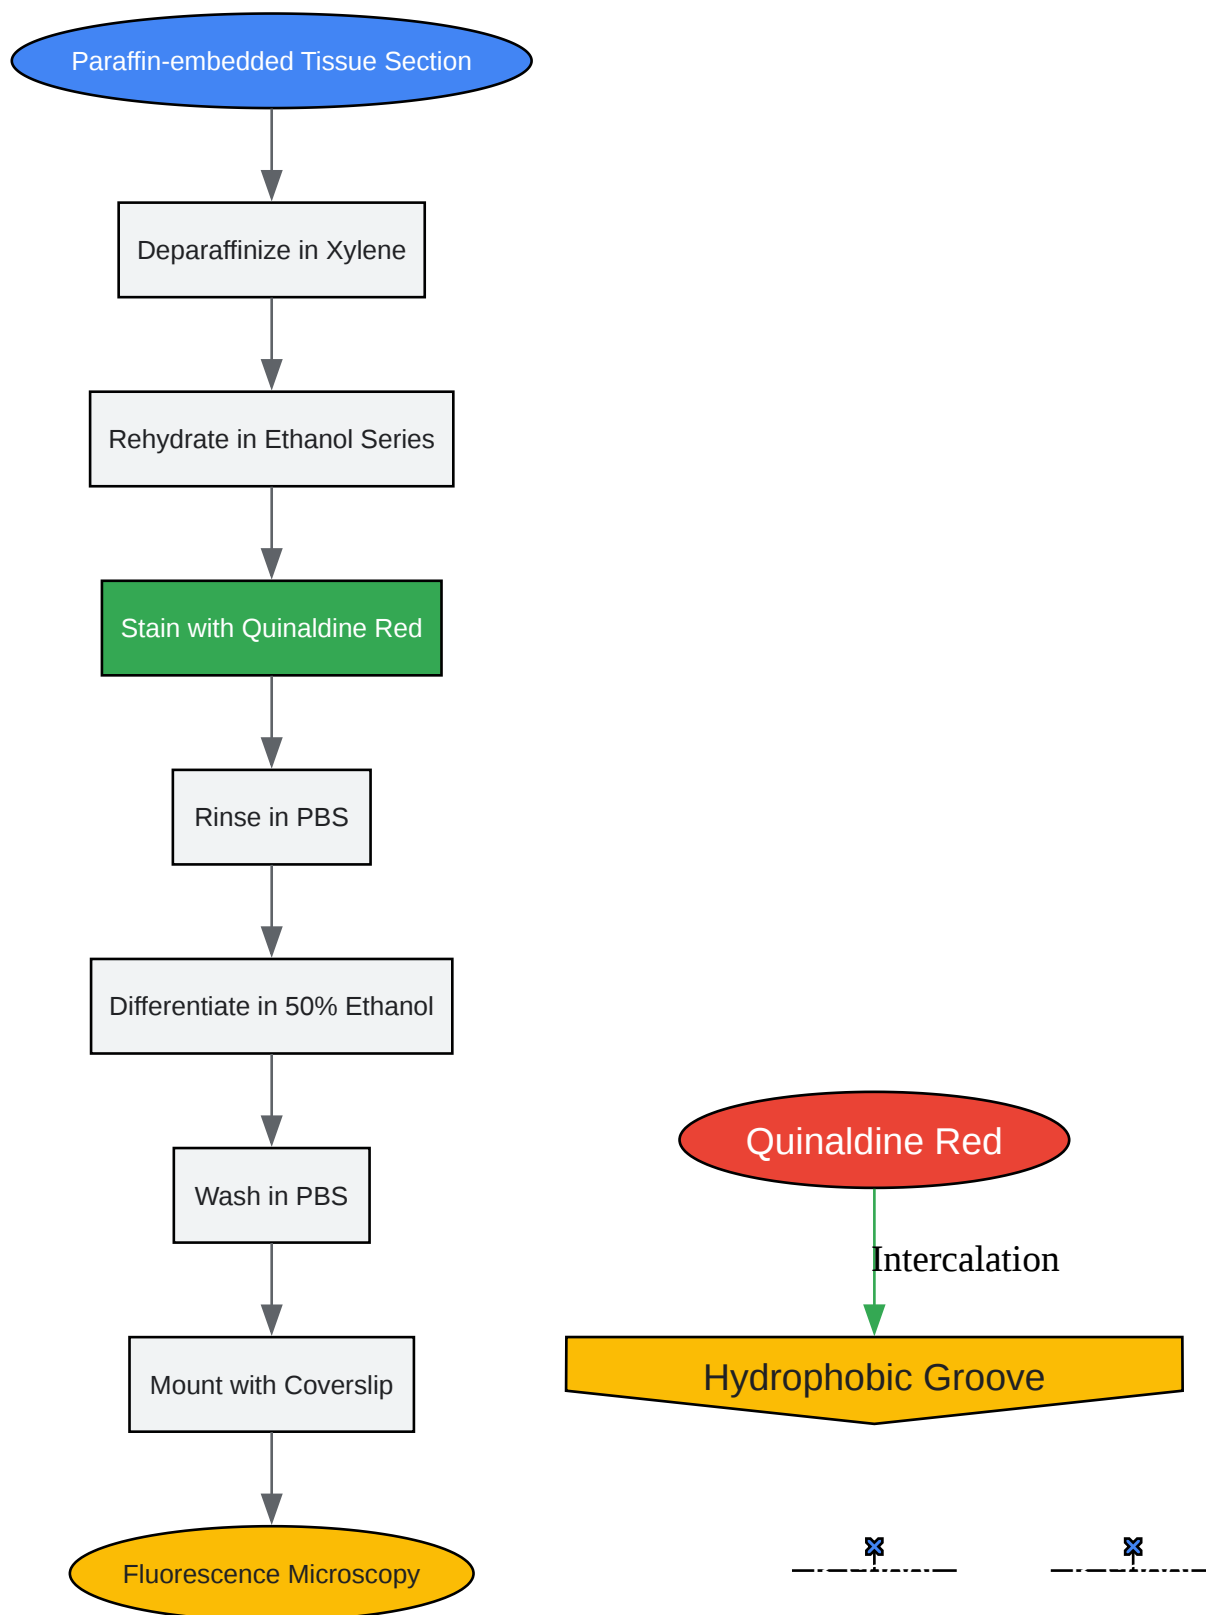 Paraffin-embedded Tissue Section
Deparaffinize in Xylene
Rehydrate in Ethanol Series
Stain with Quinaldine Red
Rinse in PBS
Differentiate in 50% Ethanol
Wash in PBS
Mount with Coverslip
Fluorescence Microscopy
Quinaldine Red
Intercalation
Hydrophobic Groove